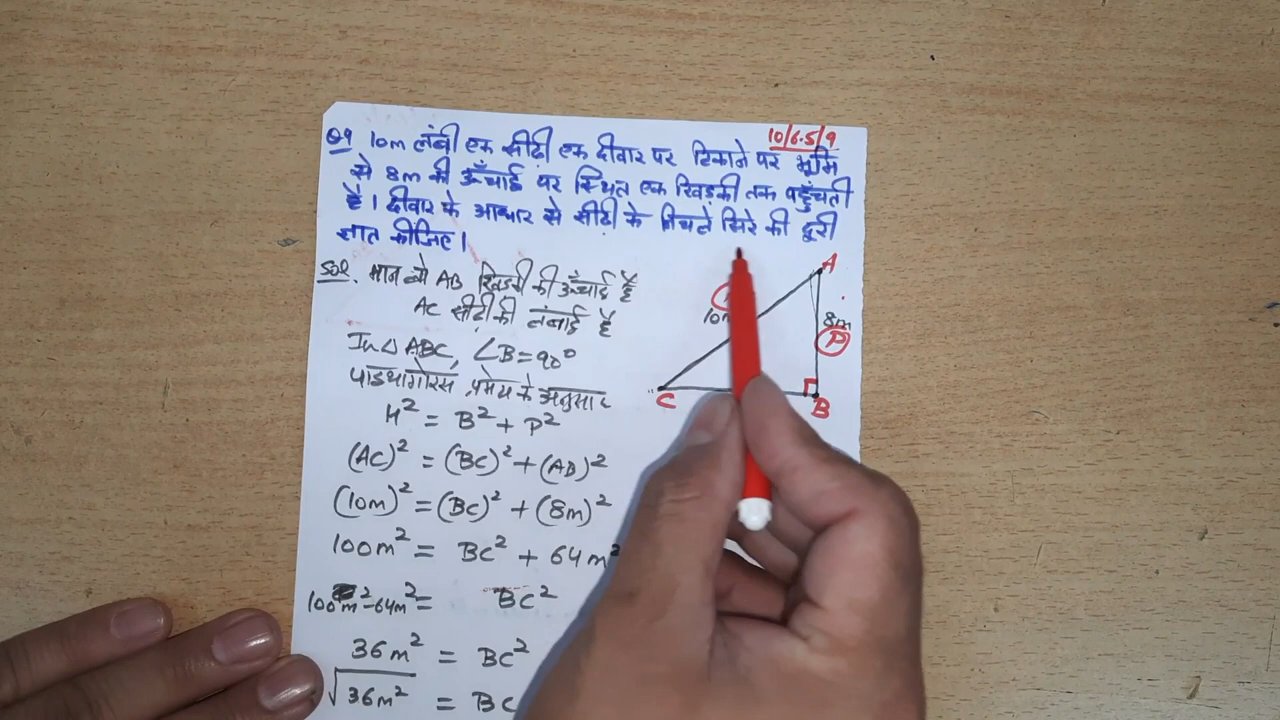 10/6.5/9
Q9 10m लंबी एक सीढ़ी एक दीवार पर टिकाने पर भूमि
से 8m की ऊँचाई पर स्थित एक खिड़की तक पहुँचती
है। दीवार के आधार से सीढ़ी के निचले सिरे की दूरी
ज्ञात कीजिए।
Sol. मान लो AB खिड़की की ऊँचाई है
AC सीढ़ी की लंबाई है
In △ ABC, ∠B=90°
पाइथागोरस प्रमेय के अनुसार
H² = B² + P²
(AC)² = (BC)² + (AB)²
(10m)² = (BC)² + (8m)²
100m² = BC² + 64m²
100m²-64m² = BC²
36m² = BC²
√36m² = BC
A
10m
8m
P
C
B